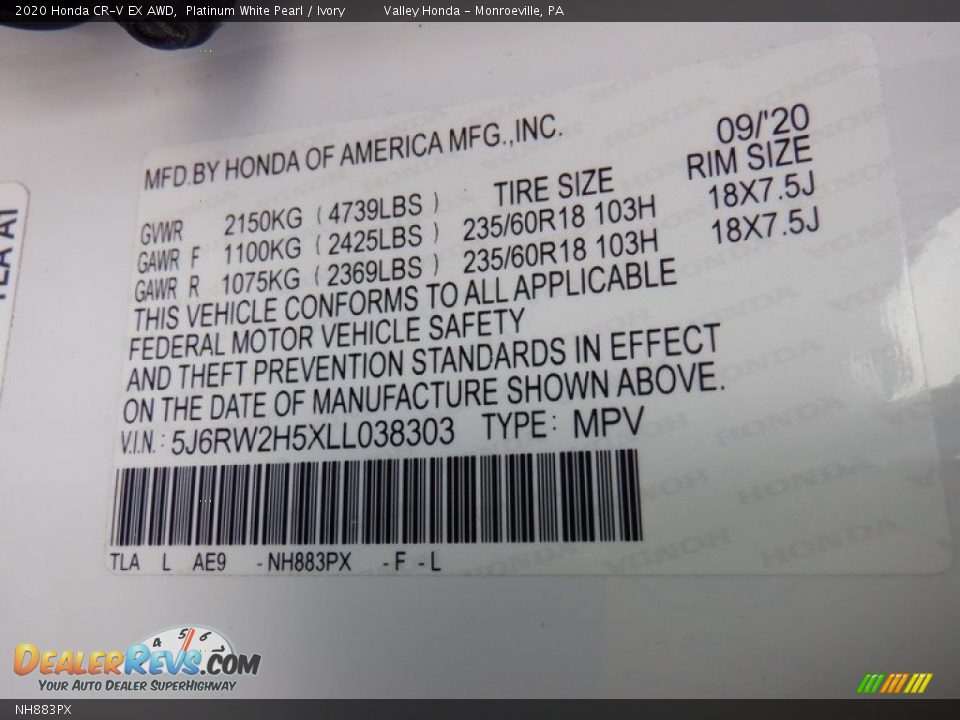 2020 Honda CR-V EX AWD, Platinum White Pearl / Ivory Valley Honda - Monroeville, PA
MFD.BY HONDA OF AMERICA MFG.,INC. 09/'20
TIRE SIZE RIM SIZE
GVWR 2150KG (4739LBS)
GAWR F 1100KG (2425LBS) 235/60R18 103H 18X7.5J
GAWR R 1075KG (2369LBS) 235/60R18 103H 18X7.5J
THIS VEHICLE CONFORMS TO ALL APPLICABLE
FEDERAL MOTOR VEHICLE SAFETY
AND THEFT PREVENTION STANDARDS IN EFFECT
ON THE DATE OF MANUFACTURE SHOWN ABOVE.
V.I.N.: 5J6RW2H5XLL038303 TYPE: MPV
TLA L AE9 -NH883PX -F -L
4 5 6
DEALERREVS.COM
YOUR AUTO DEALER SUPERHIGHWAY
NH883PX